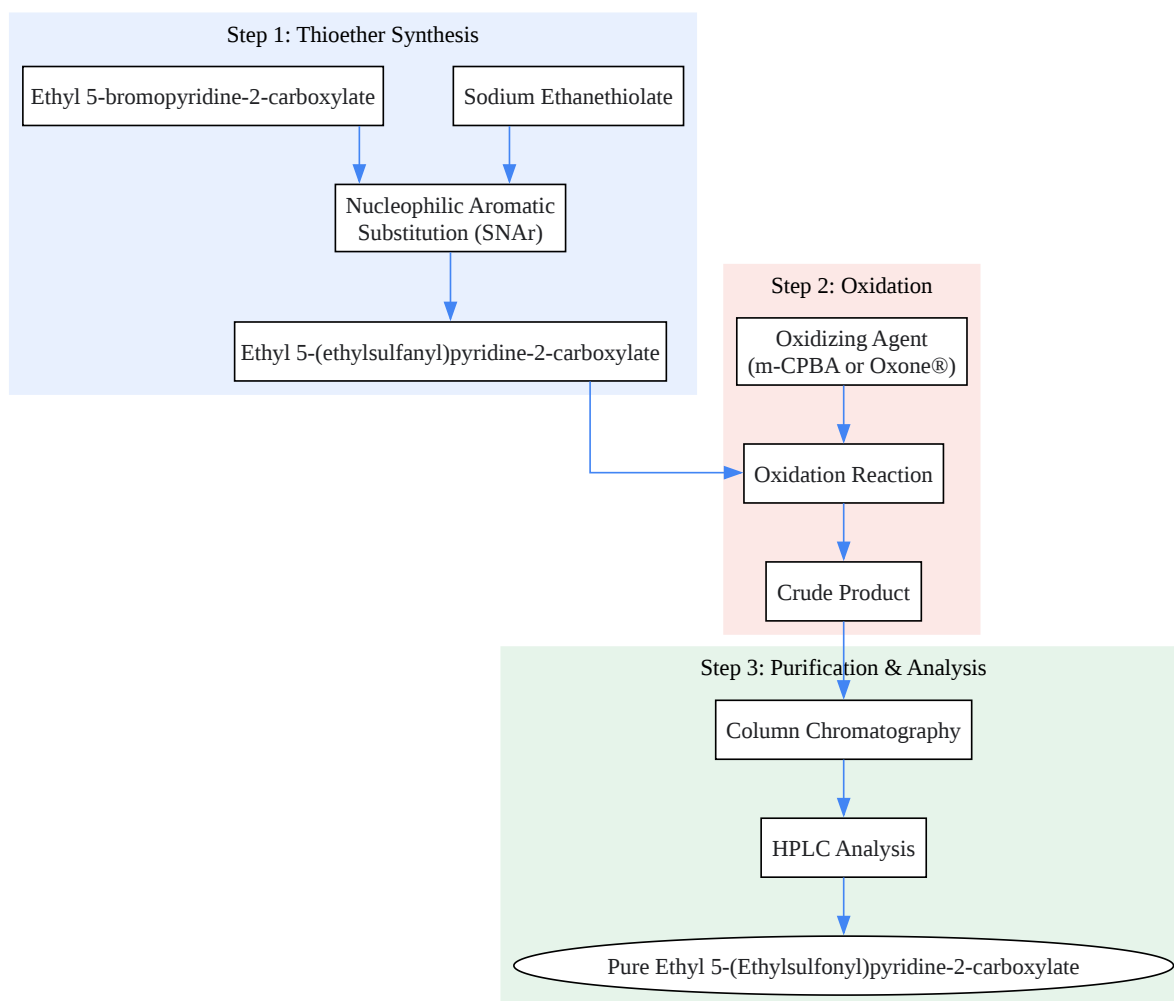 Step 1: Thioether Synthesis
Ethyl 5-bromopyridine-2-carboxylate
Sodium Ethanethiolate
Nucleophilic Aromatic
Substitution (SNAr)
Ethyl 5-(ethylsulfanyl)pyridine-2-carboxylate
Step 2: Oxidation
Oxidizing Agent
(m-CPBA or Oxone®)
Oxidation Reaction
Crude Product
Step 3: Purification & Analysis
Column Chromatography
HPLC Analysis
Pure Ethyl 5-(Ethylsulfonyl)pyridine-2-carboxylate